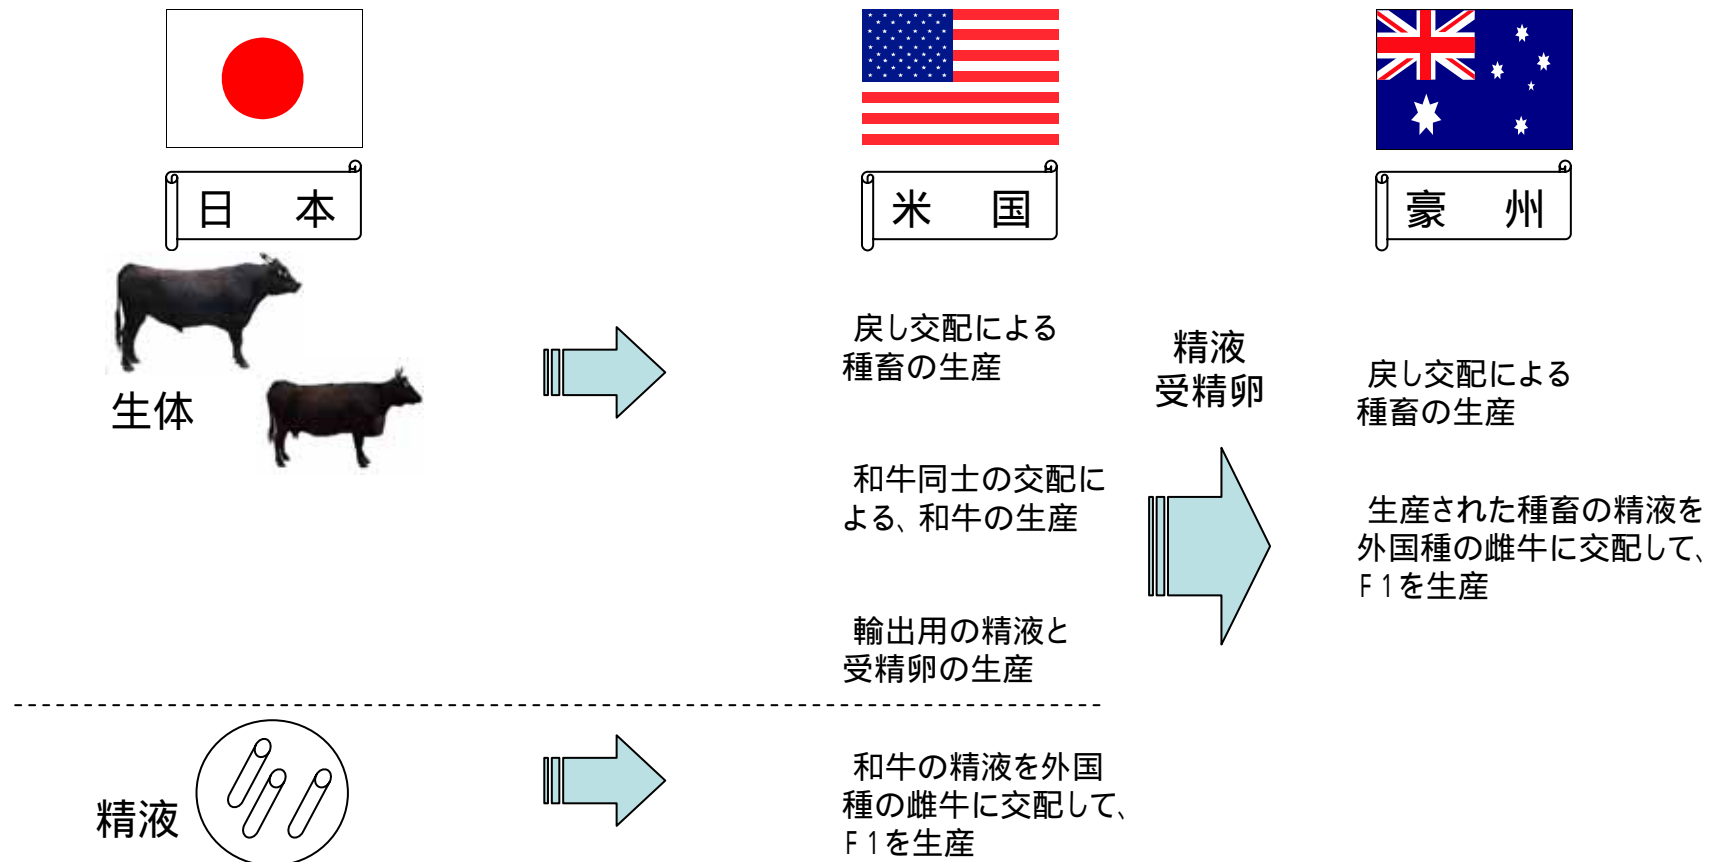 日 本
米 国
豪 州
生体
戻し交配による
種畜の生産
和牛同士の交配に
よる、和牛の生産
輸出用の精液と
受精卵の生産
精液
受精卵
戻し交配による
種畜の生産
生産された種畜の精液を
外国種の雌牛に交配して、
F1を生産
精液
和牛の精液を外国
種の雌牛に交配して、
F1を生産